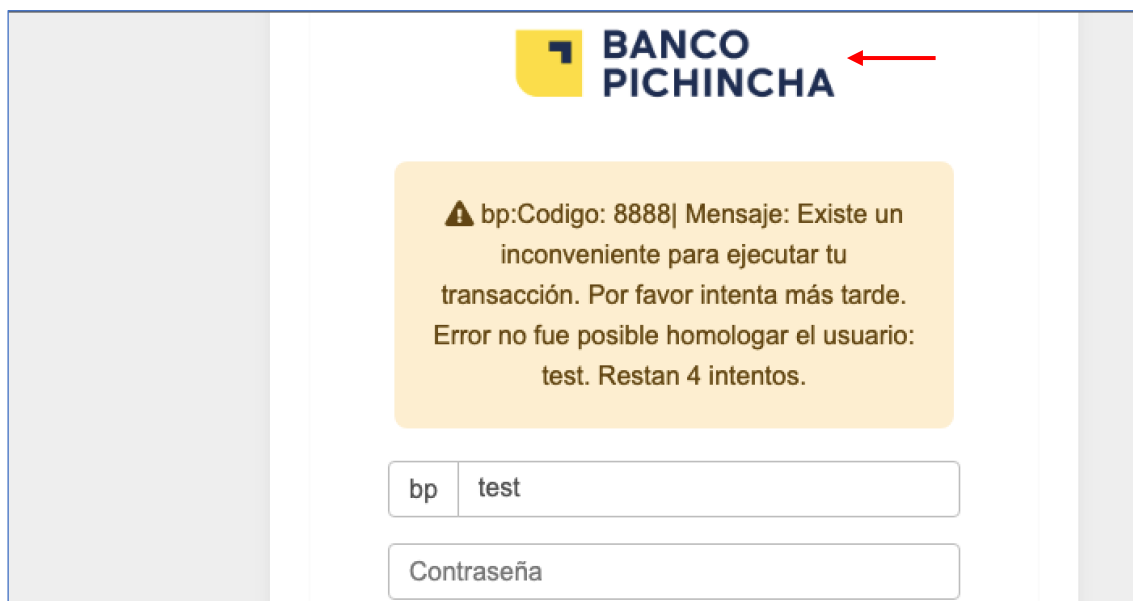 BANCO
PICHINCHA
bp:Codigo: 8888| Mensaje: Existe un
inconveniente para ejecutar tu
transacción. Por favor intenta más tarde.
Error no fue posible homologar el usuario:
test. Restan 4 intentos.
bp test
Contraseña